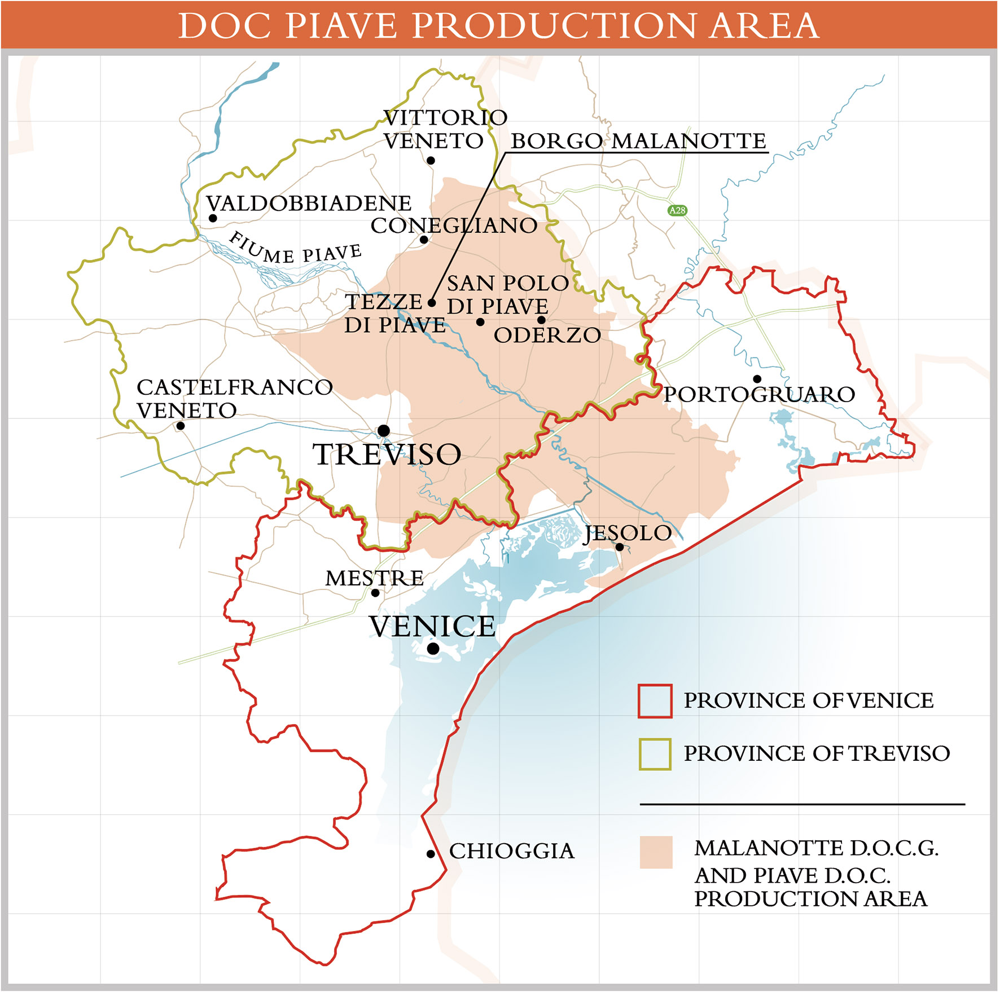 DOC PIAVE PRODUCTION AREA
VITTORIO
VENETO
BORGO MALANOTTE
VALDOBBIADENE
A28
CONEGLIANO
FIUME PIAVE
SAN POLO
DI PIAVE
TEZZE
DI PIAVE
ODERZO
CASTELFRANCO
VENETO
PORTOGRUARO
TREVISO
JESOLO
MESTRE
VENICE
PROVINCE OF VENICE
PROVINCE OF TREVISO
CHIOGGIA
MALANOTTE D.O.C.G.
AND PIAVE D.O.C.
PRODUCTION AREA